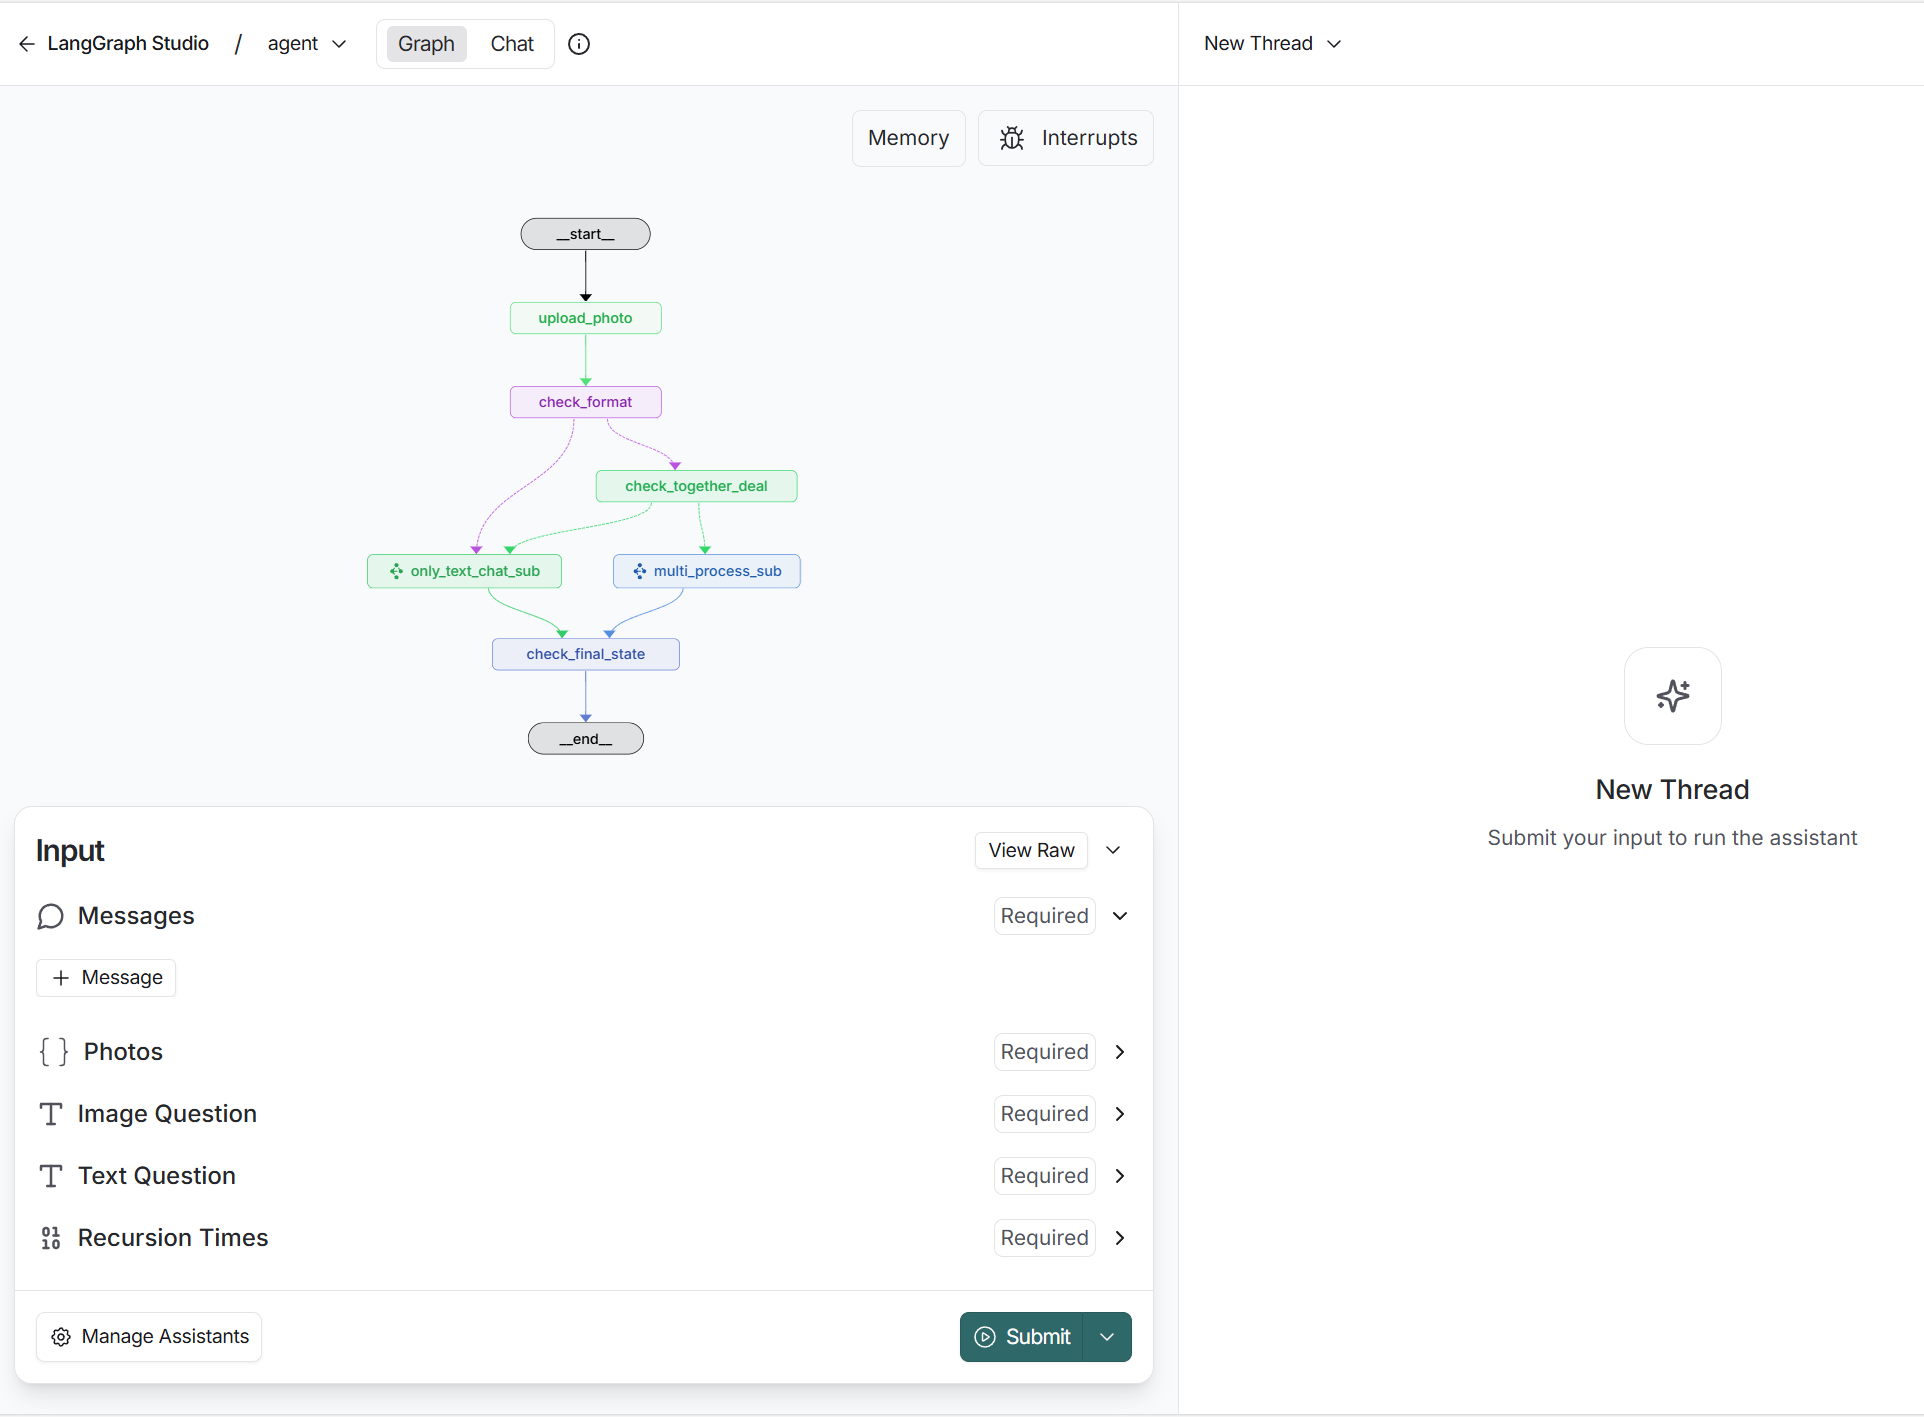 LangGraph Studio / agent Graph Chat
New Thread
Memory Interrupts
__start__
upload_photo
check_format
check_together_deal
only_text_chat_sub multi_process_sub
check_final_state
__end__
Input View Raw
Messages Required
+ Message
{ } Photos Required
Image Question Required
Text Question Required
01
10 Recursion Times Required
Manage Assistants Submit
New Thread
Submit your input to run the assistant